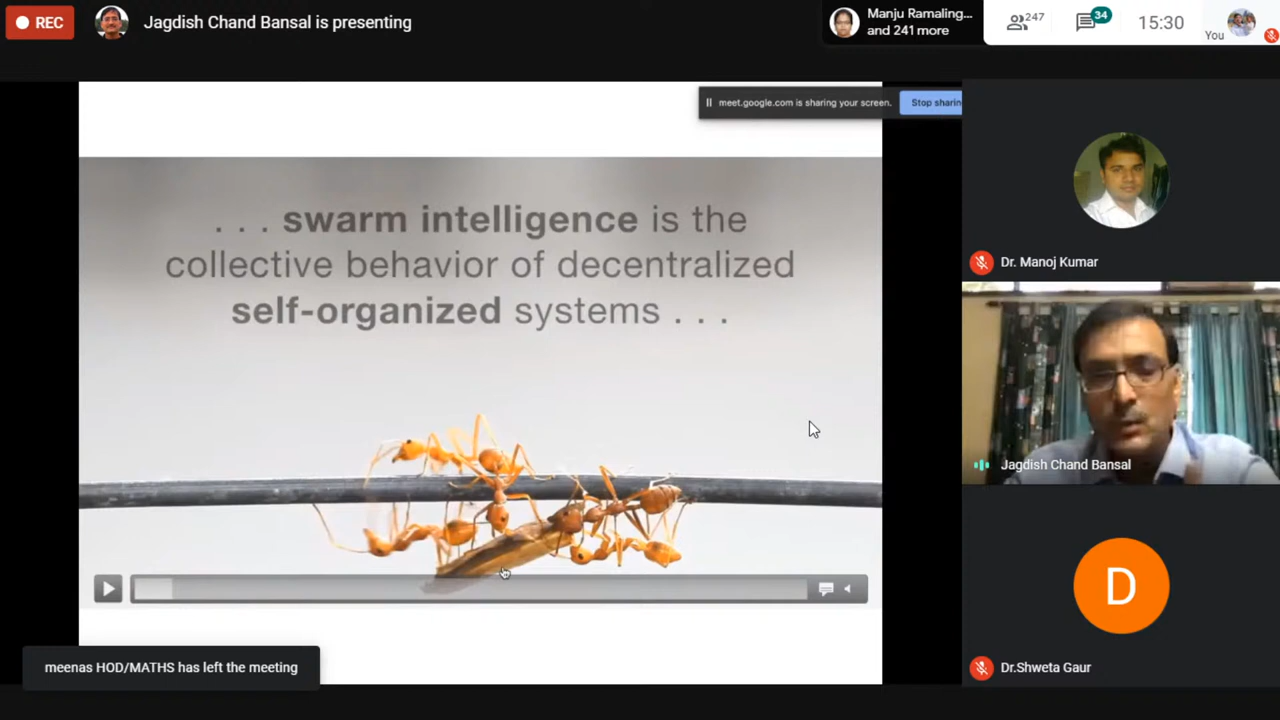 REC
Jagdish Chand Bansal is presenting
Manju Ramaling...
and 241 more
247
34
15:30
You
meet.google.com is sharing your screen.
Stop sharin
. . . swarm intelligence is the
collective behavior of decentralized
self-organized systems . . .
Dr. Manoj Kumar
Jagdish Chand Bansal
D
Dr.Shweta Gaur
meenas HOD/MATHS has left the meeting